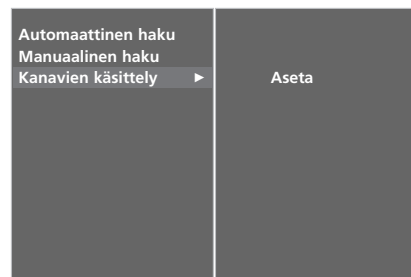 Automaattinen haku
Manuaalinen haku
Kanavien käsittely ►
Aseta